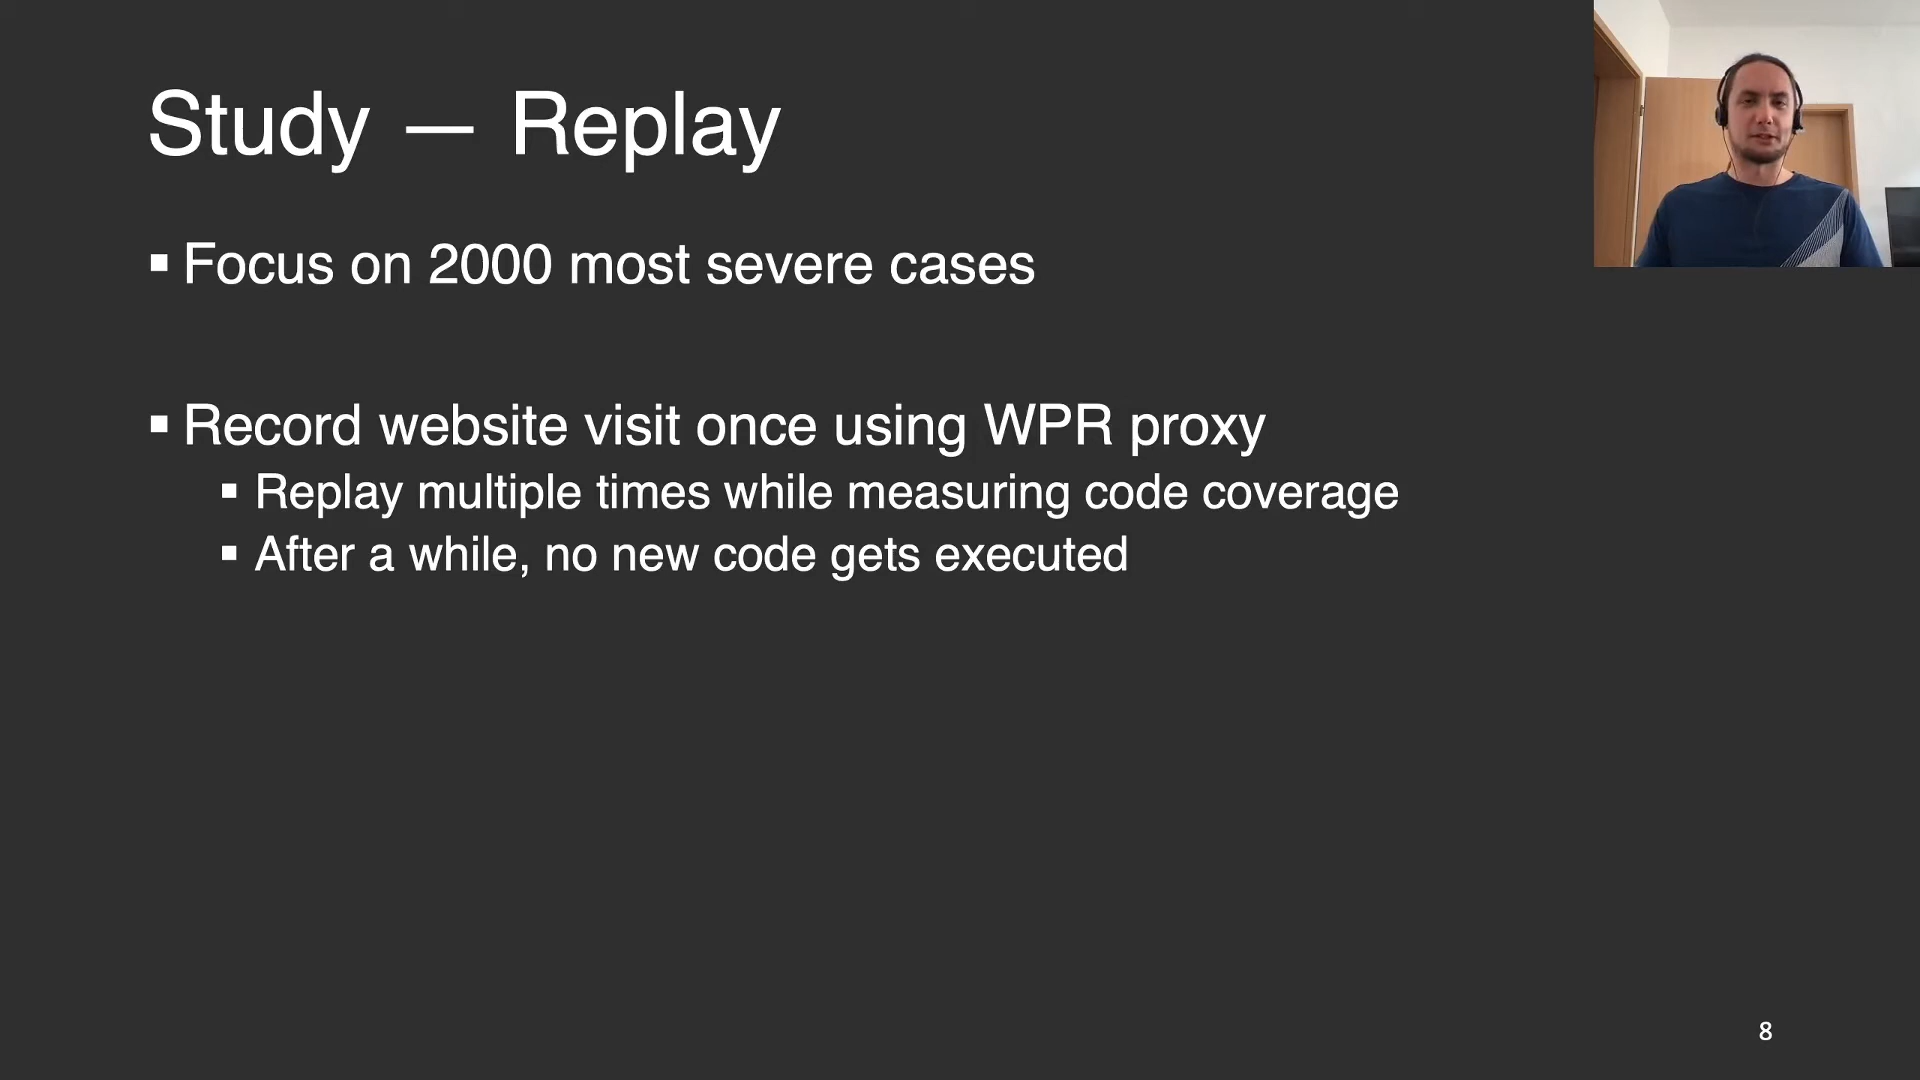 Study — Replay
▪ Focus on 2000 most severe cases
▪ Record website visit once using WPR proxy
▪ Replay multiple times while measuring code coverage
▪ After a while, no new code gets executed
8